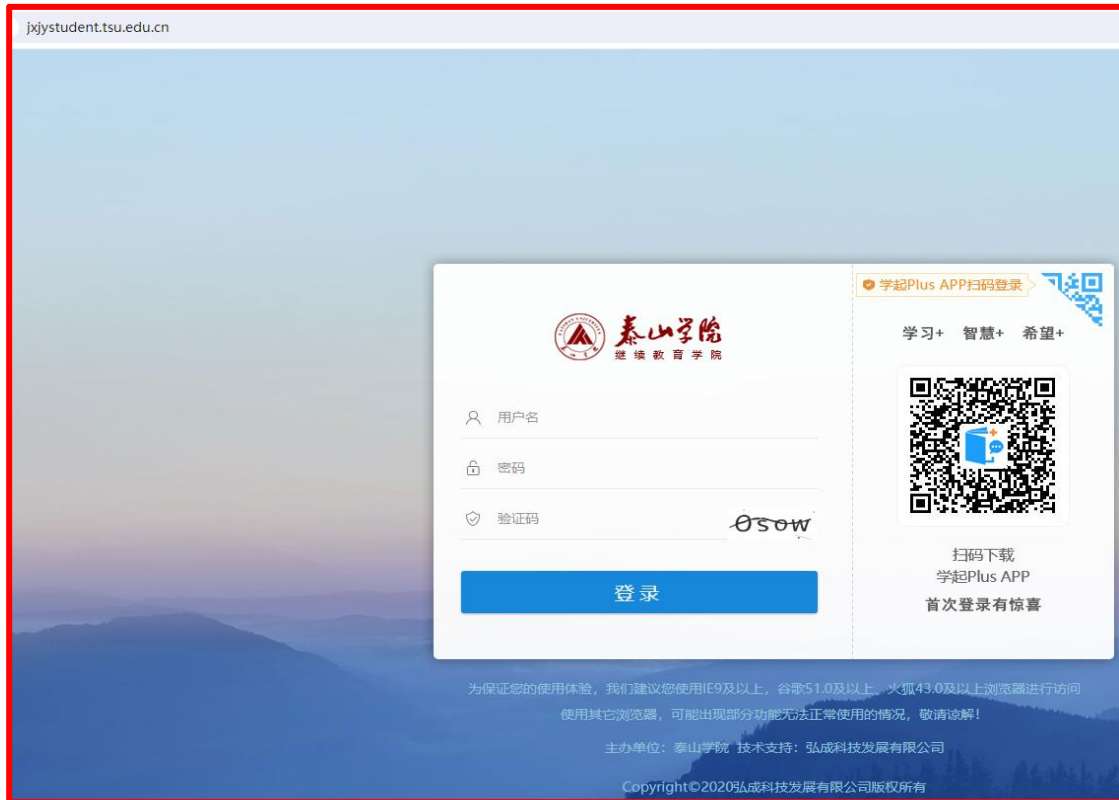 jxjystudent.tsu.edu.cn
学起Plus APP扫码登录
泰山学院
继续教育学院
学习+ 智慧+ 希望+
用户名
密码
验证码
Osow
登录
扫码下载
学起Plus APP
首次登录有惊喜
为保证您的使用体验，我们建议您使用IE9及以上，谷歌51.0及以上、火狐43.0及以上浏览器进行访问
使用其它浏览器，可能出现部分功能无法正常使用的情况，敬请谅解！
主办单位：泰山学院 技术支持：弘成科技发展有限公司
Copyright©2020弘成科技发展有限公司版权所有